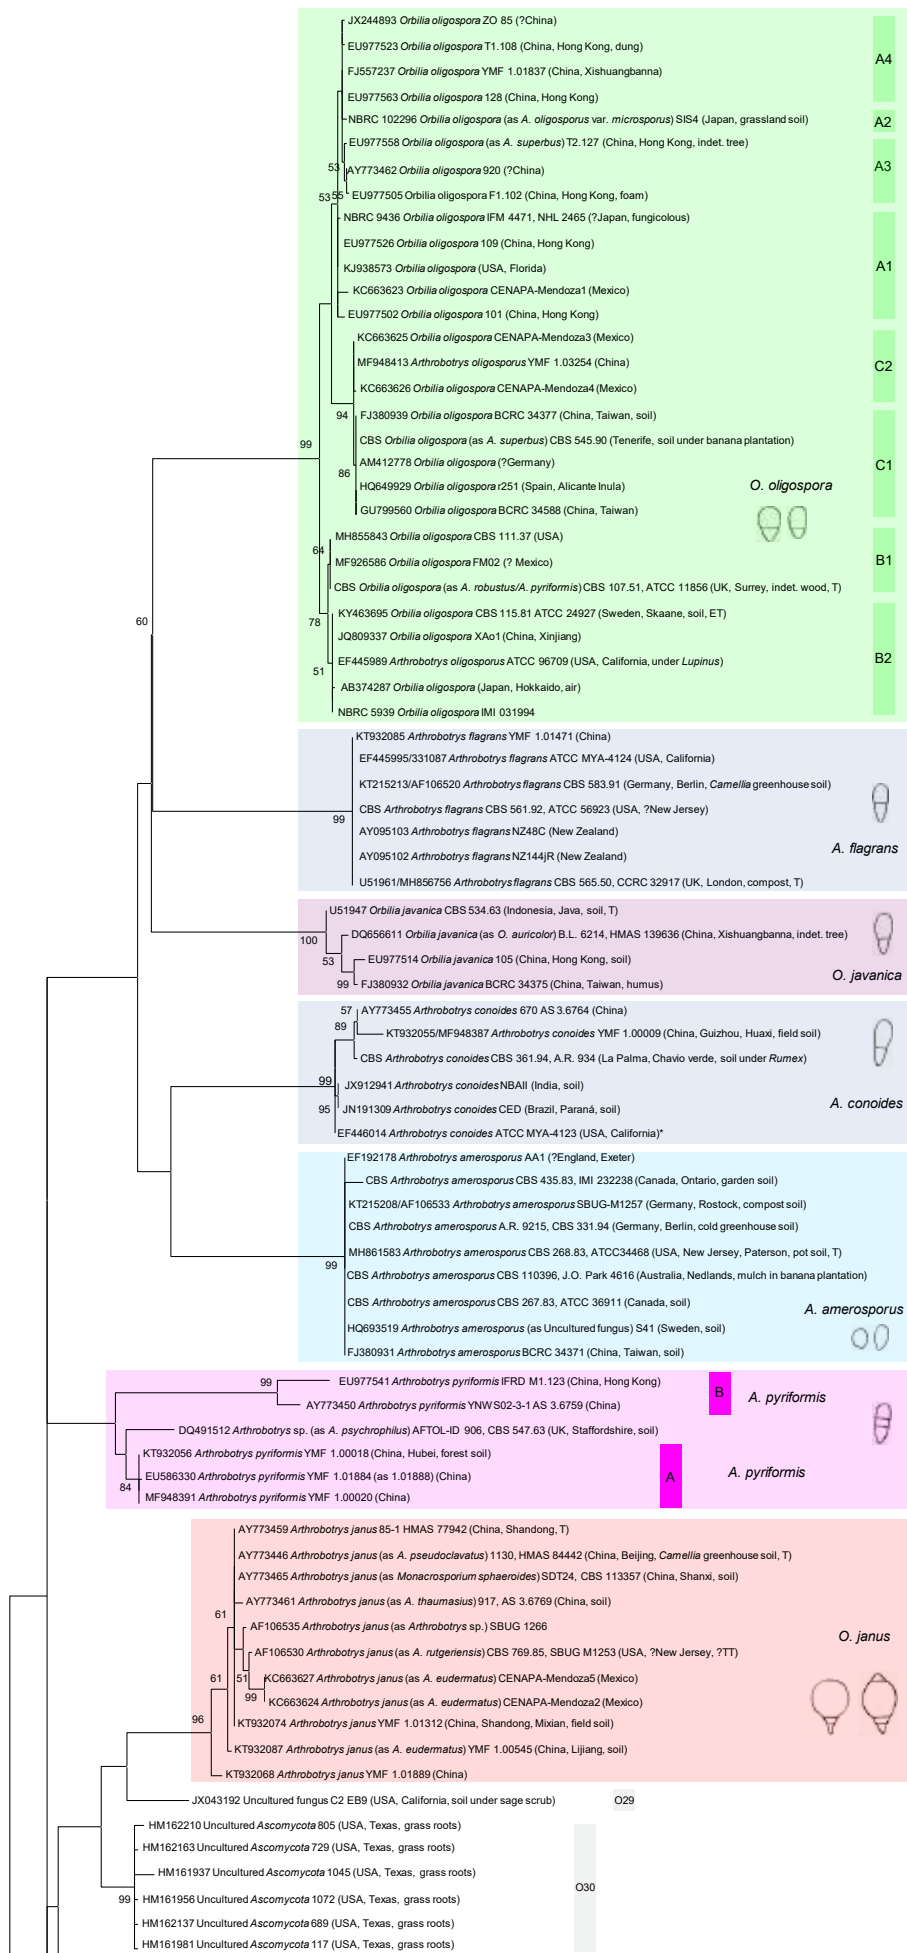 JX244893 Orbilia oligospora ZO 85 (?China)
EU977523 Orbilia oligospora T1.108 (China, Hong Kong, dung)
A4
FJ557237 Orbilia oligospora YMF 1.01837 (China, Xishuangbanna)
EU977563 Orbilia oligospora 128 (China, Hong Kong)
NBRC 102296 Orbilia oligospora (as A. oligosporus var. microsporus) SIS4 (Japan, grassland soil)
A2
EU977558 Orbilia oligospora (as A. superbus) T2.127 (China, Hong Kong, indet. tree)
53
AY773462 Orbilia oligospora 920 (?China)
A3
53
55
EU977505 Orbilia oligospora F1.102 (China, Hong Kong, foam)
NBRC 9436 Orbilia oligospora IFM 4471, NHL 2465 (?Japan, fungicolous)
EU977526 Orbilia oligospora 109 (China, Hong Kong)
KJ938573 Orbilia oligospora (USA, Florida)
A1
KC663623 Orbilia oligospora CENAPA-Mendoza1 (Mexico)
EU977502 Orbilia oligospora 101 (China, Hong Kong)
KC663625 Orbilia oligospora CENAPA-Mendoza3 (Mexico)
MF948413 Arthrobotrys oligosporus YMF 1.03254 (China)
C2
KC663626 Orbilia oligospora CENAPA-Mendoza4 (Mexico)
94
FJ380939 Orbilia oligospora BCRC 34377 (China, Taiwan, soil)
99
CBS Orbilia oligospora (as A. superbus) CBS 545.90 (Tenerife, soil under banana plantation)
AM412778 Orbilia oligospora (?Germany)
C1
86
HQ649929 Orbilia oligospora r251 (Spain, Alicante Inula)
O. oligospora
GU799560 Orbilia oligospora BCRC 34588 (China, Taiwan)
MH855843 Orbilia oligospora CBS 111.37 (USA)
64
MF926586 Orbilia oligospora FM02 (? Mexico)
B1
CBS Orbilia oligospora (as A. robustus/A. pyriformis) CBS 107.51, ATCC 11856 (UK, Surrey, indet. wood, T)
60
78
KY463695 Orbilia oligospora CBS 115.81 ATCC 24927 (Sweden, Skaane, soil, ET)
JQ809337 Orbilia oligospora XAo1 (China, Xinjiang)
EF445989 Arthrobotrys oligosporus ATCC 96709 (USA, California, under Lupinus)
B2
51
AB374287 Orbilia oligospora (Japan, Hokkaido, air)
NBRC 5939 Orbilia oligospora IMI 031994
KT932085 Arthrobotrys flagrans YMF 1.01471 (China)
EF445995/331087 Arthrobotrys flagrans ATCC MYA-4124 (USA, California)
KT215213/AF106520 Arthrobotrys flagrans CBS 583.91 (Germany, Berlin, Camellia greenhouse soil)
CBS Arthrobotrys flagrans CBS 561.92, ATCC 56923 (USA, ?New Jersey)
99
AY095103 Arthrobotrys flagrans NZ48C (New Zealand)
A. flagrans
AY095102 Arthrobotrys flagrans NZ144jR (New Zealand)
U51961/MH856756 Arthrobotrys flagrans CBS 565.50, CCRC 32917 (UK, London, compost, T)
U51947 Orbilia javanica CBS 534.63 (Indonesia, Java, soil, T)
100
DQ656611 Orbilia javanica (as O. auricolor) B.L. 6214, HMAS 139636 (China, Xishuangbanna, indet. tree)
53
EU977514 Orbilia javanica 105 (China, Hong Kong, soil)
O. javanica
99
FJ380932 Orbilia javanica BCRC 34375 (China, Taiwan, humus)
57
AY773455 Arthrobotrys conoides 670 AS 3.6764 (China)
89
KT932055/MF948387 Arthrobotrys conoides YMF 1.00009 (China, Guizhou, Huaxi, field soil)
CBS Arthrobotrys conoides CBS 361.94, A.R. 934 (La Palma, Chavio verde, soil under Rumex)
99
JX912941 Arthrobotrys conoides NBAII (India, soil)
95
JN191309 Arthrobotrys conoides CED (Brazil, Paraná, soil)
A. conoides
EF446014 Arthrobotrys conoides ATCC MYA-4123 (USA, California)*
EF192178 Arthrobotrys amerosporus AA1 (?England, Exeter)
CBS Arthrobotrys amerosporus CBS 435.83, IMI 232238 (Canada, Ontario, garden soil)
KT215208/AF106533 Arthrobotrys amerosporus SBUG-M1257 (Germany, Rostock, compost soil)
CBS Arthrobotrys amerosporus A.R. 9215, CBS 331.94 (Germany, Berlin, cold greenhouse soil)
MH861583 Arthrobotrys amerosporus CBS 268.83, ATCC34468 (USA, New Jersey, Paterson, pot soil, T)
99
CBS Arthrobotrys amerosporus CBS 110396, J.O. Park 4616 (Australia, Nedlands, mulch in banana plantation)
CBS Arthrobotrys amerosporus CBS 267.83, ATCC 36911 (Canada, soil)
A. amerosporus
HQ693519 Arthrobotrys amerosporus (as Uncultured fungus) S41 (Sweden, soil)
FJ380931 Arthrobotrys amerosporus BCRC 34371 (China, Taiwan, soil)
99
EU977541 Arthrobotrys pyriformis IFRD M1.123 (China, Hong Kong)
B
A. pyriformis
AY773450 Arthrobotrys pyriformis YNWS02-3-1 AS 3.6759 (China)
DQ491512 Arthrobotrys sp. (as A. psychrophilus) AFTOL-ID 906, CBS 547.63 (UK, Staffordshire, soil)
KT932056 Arthrobotrys pyriformis YMF 1.00018 (China, Hubei, forest soil)
EU586330 Arthrobotrys pyriformis YMF 1.01884 (as 1.01888) (China)
A
A. pyriformis
84
MF948391 Arthrobotrys pyriformis YMF 1.00020 (China)
AY773459 Arthrobotrys janus 85-1 HMAS 77942 (China, Shandong, T)
AY773446 Arthrobotrys janus (as A. pseudoclavatus) 1130, HMAS 84442 (China, Beijing, Camellia greenhouse soil, T)
AY773465 Arthrobotrys janus (as Monacrosporium sphaeroides) SDT24, CBS 113357 (China, Shanxi, soil)
AY773461 Arthrobotrys janus (as A. thaumasius) 917, AS 3.6769 (China, soil)
61
AF106535 Arthrobotrys janus (as Arthrobotrys sp.) SBUG 1266
O. janus
AF106530 Arthrobotrys janus (as A. rutgeriensis) CBS 769.85, SBUG M1253 (USA, ?New Jersey, ?TT)
61
51
KC663627 Arthrobotrys janus (as A. eudermatus) CENAPA-Mendoza5 (Mexico)
99
KC663624 Arthrobotrys janus (as A. eudermatus) CENAPA-Mendoza2 (Mexico)
96
KT932074 Arthrobotrys janus YMF 1.01312 (China, Shandong, Mixian, field soil)
KT932087 Arthrobotrys janus (as A. eudermatus) YMF 1.00545 (China, Lijiang, soil)
KT932068 Arthrobotrys janus YMF 1.01889 (China)
JX043192 Uncultured fungus C2 EB9 (USA, California, soil under sage scrub)
O29
HM162210 Uncultured Ascomycota 805 (USA, Texas, grass roots)
HM162163 Uncultured Ascomycota 729 (USA, Texas, grass roots)
HM161937 Uncultured Ascomycota 1045 (USA, Texas, grass roots)
O30
99
HM161956 Uncultured Ascomycota 1072 (USA, Texas, grass roots)
HM162137 Uncultured Ascomycota 689 (USA, Texas, grass roots)
HM161981 Uncultured Ascomycota 117 (USA, Texas, grass roots)